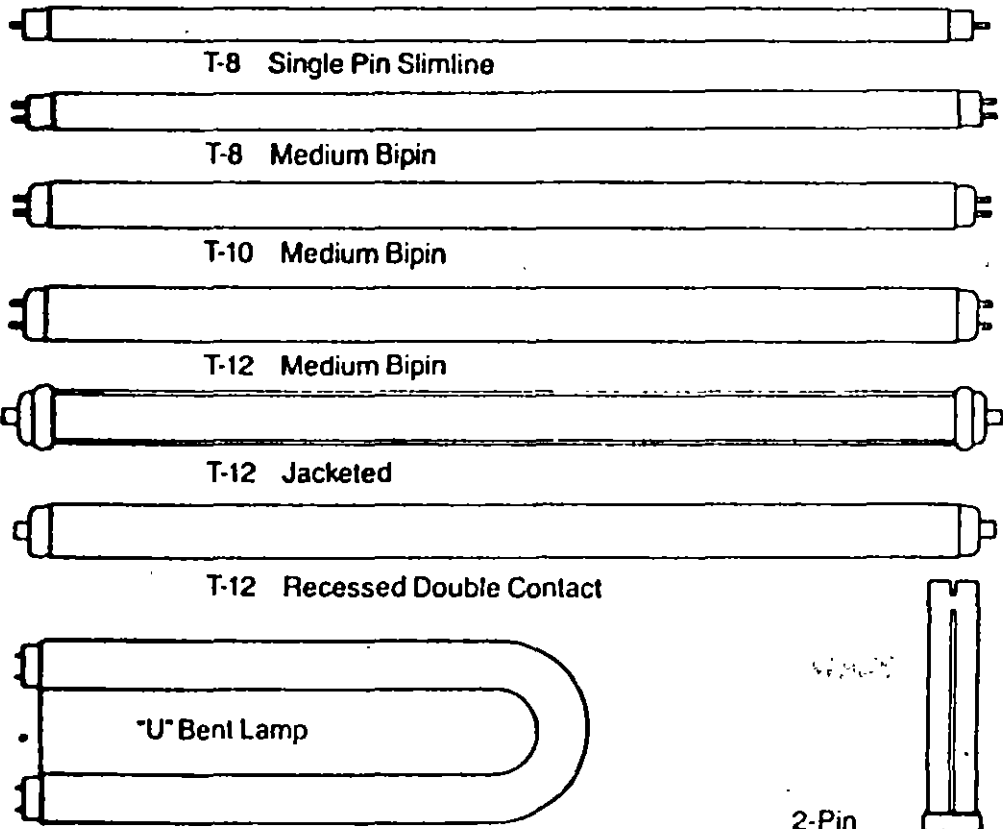 T-8 Single Pin Slimline
T-8 Medium Bipin
T-10 Medium Bipin
T-12 Medium Bipin
T-12 Jacketed
T-12 Recessed Double Contact
"U" Bent Lamp
2-Pin